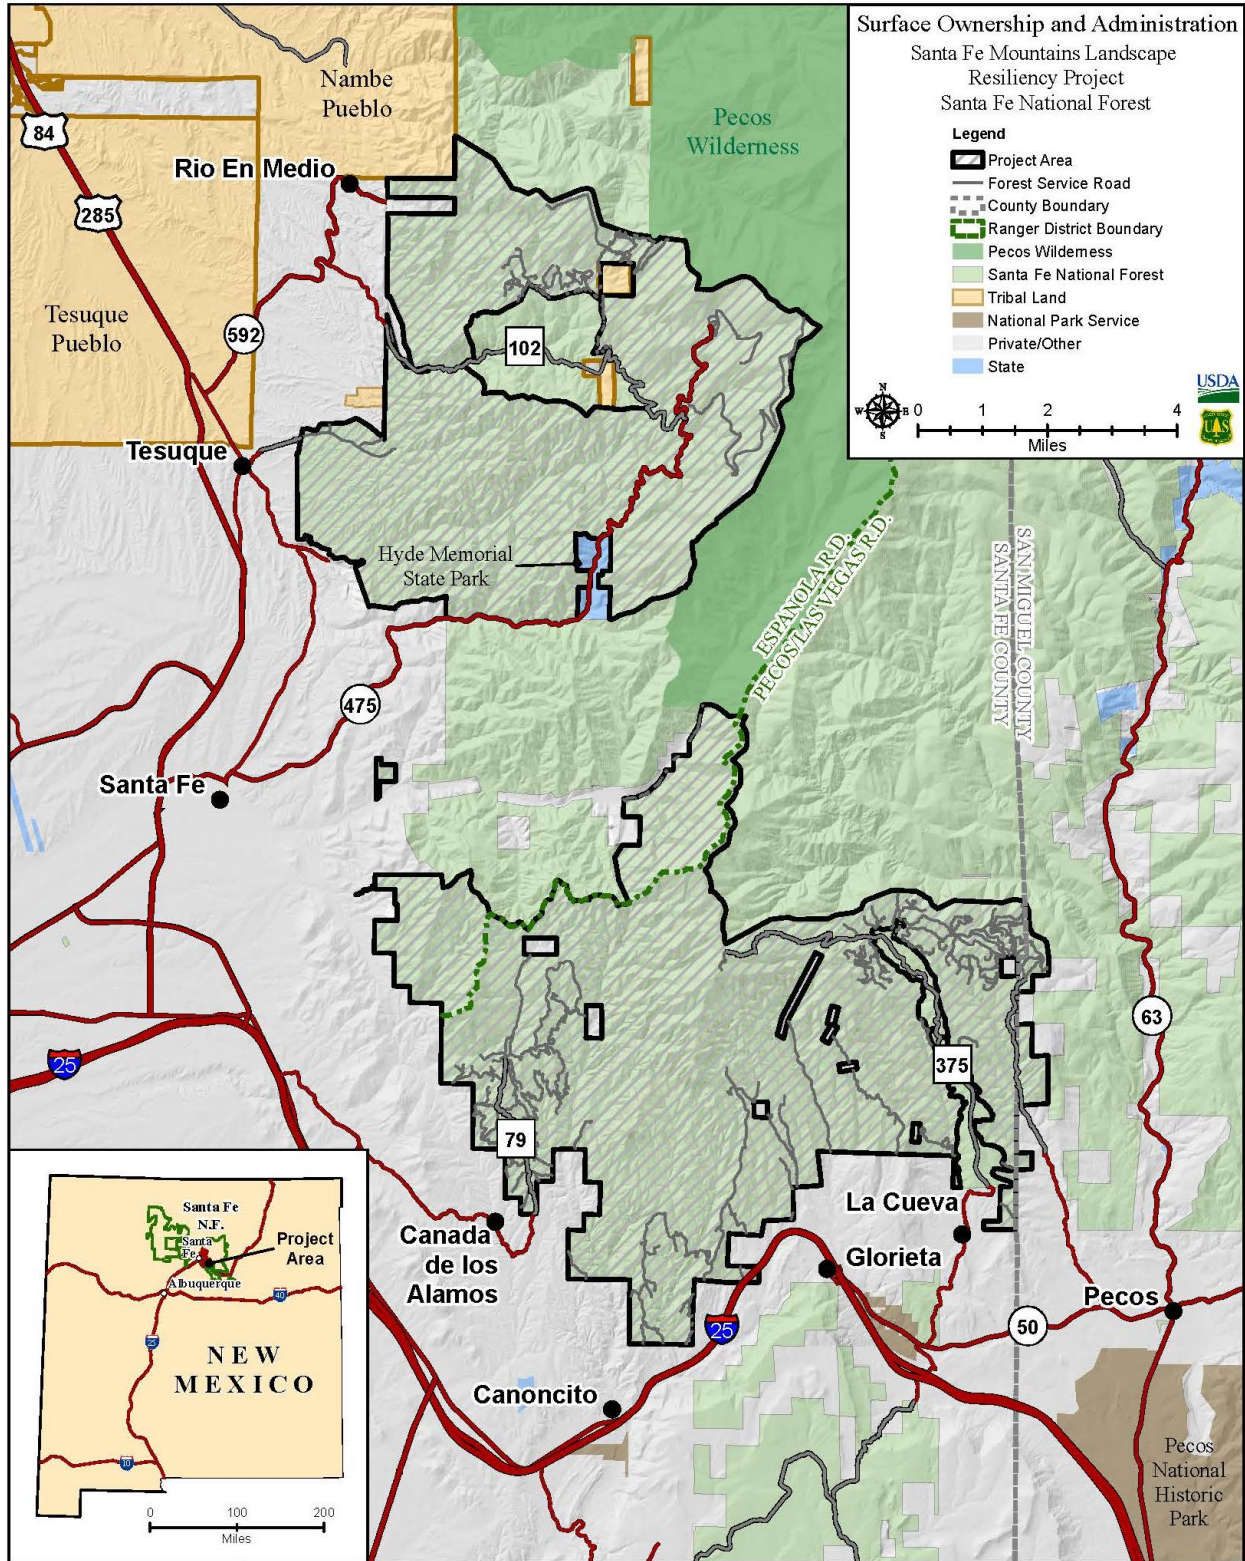 Surface Ownership and Administration
Santa Fe Mountains Landscape
Resiliency Project
Santa Fe National Forest
Legend
Project Area
Forest Service Road
County Boundary
Ranger District Boundary
Pecos Wilderness
Santa Fe National Forest
Tribal Land
National Park Service
Private/Other
State
N
W
E
S
0
1
2
4
Miles
USDA
UAS
Nambe
Pueblo
Pecos
Wilderness
84
Rio En Medio
285
Tesuque
Pueblo
592
102
Tesuque
Hyde Memorial
State Park
ESPANOLA R.D.
PECOS/LAS VEGAS R.D.
SAN MIGUEL COUNTY
SANTA FE COUNTY
475
Santa Fe
63
25
375
79
La Cueva
Canada
de los
Alamos
Glorieta
Pecos
50
25
Canoncito
Pecos
National
Historic
Park
Santa Fe
N.F.
Santa
Fe
Project
Area
Albuquerque
40
25
NEW
MEXICO
10
0
100
200
Miles